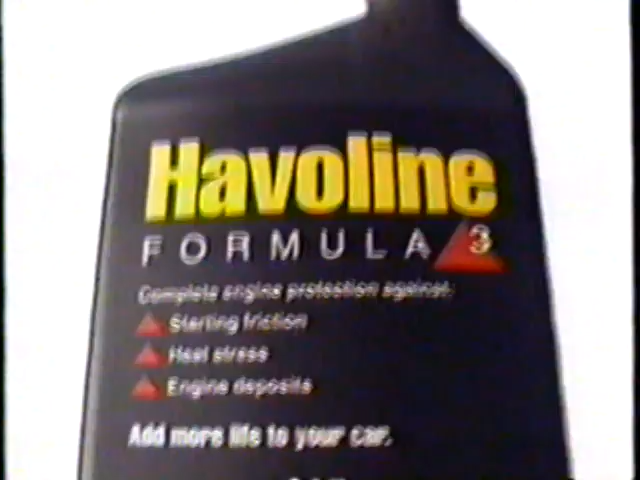 Havoline
FORMULA 3
Complete engine protection against:
Starting friction
Heat stress
Engine deposits
Add more life to your car.